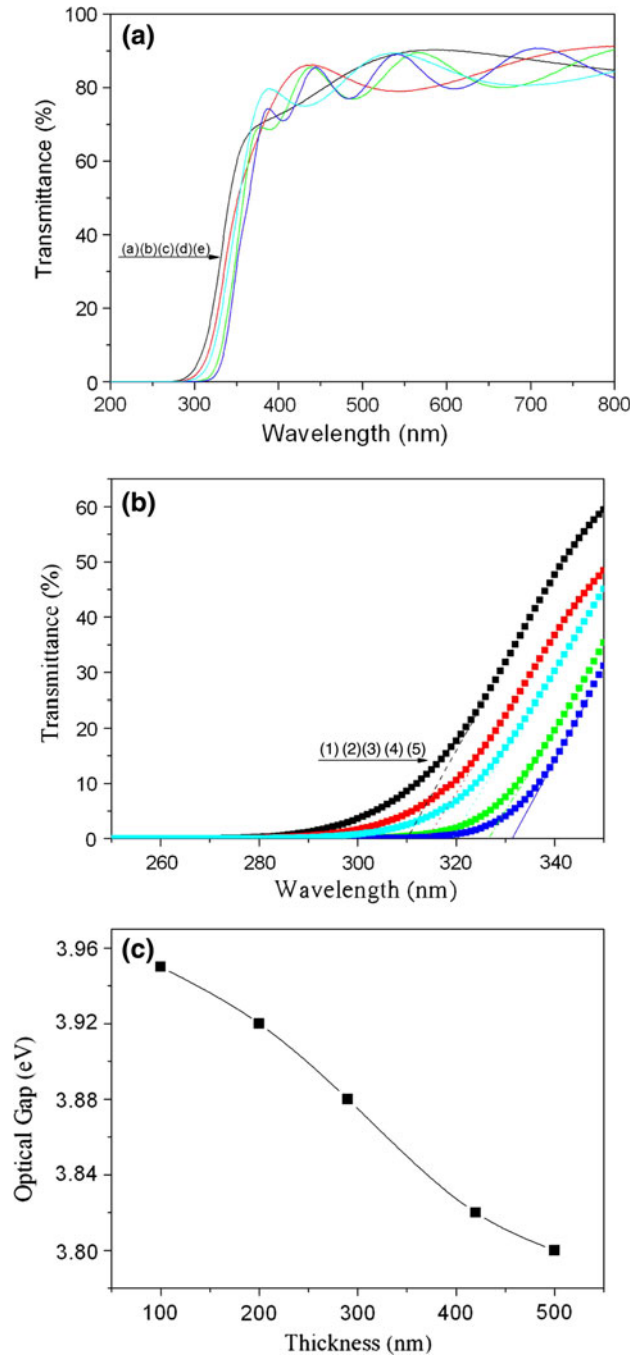 (a)
100
80
60
40
20
0
Transmittance (%)
(a)(b)(c)(d)(e)
200 300 400 500 600 700 800
Wavelength (nm)
(b)
60
50
40
30
20
10
0
Transmittance (%)
(1) (2)(3) (4) (5)
260 280 300 320 340
Wavelength (nm)
(c)
3.96
3.92
3.88
3.84
3.80
Optical Gap (eV)
100 200 300 400 500
Thickness (nm)